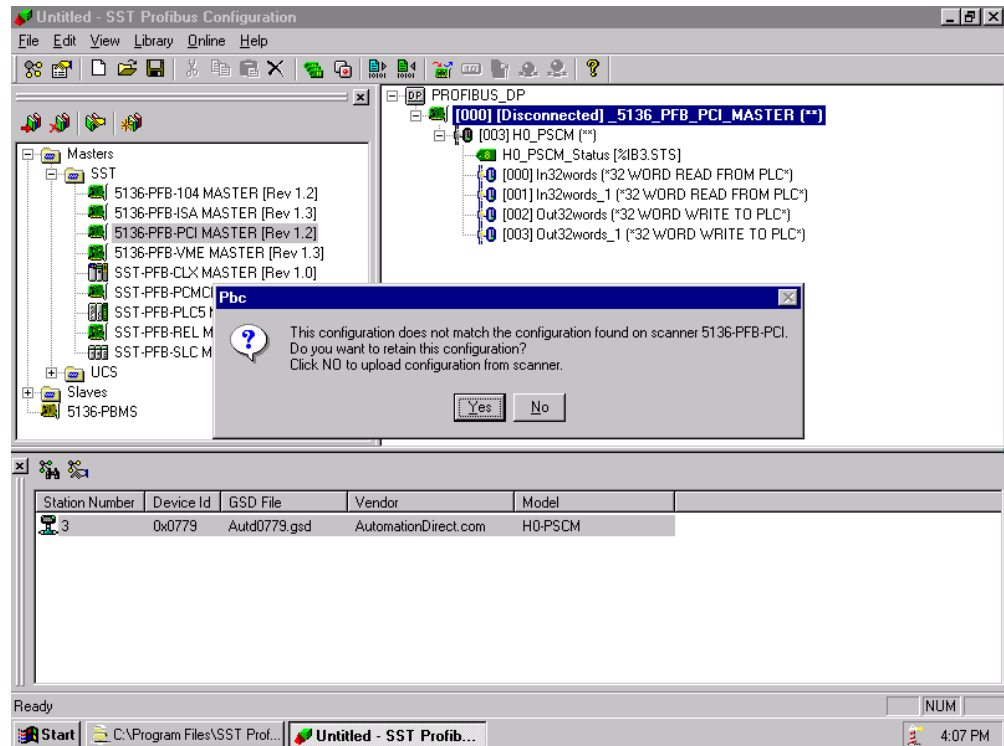 Untitled - SST Profibus Configuration
File Edit View Library Online Help
PROFIBUS_DP
[000] [Disconnected] _5136_PFB_PCI_MASTER (**)
[003] H0_PSCM (**)
H0_PSCM_Status [%IB3.STS]
[000] In32words (*32 WORD READ FROM PLC*)
[001] In32words_1 (*32 WORD READ FROM PLC*)
[002] Out32words (*32 WORD WRITE TO PLC*)
[003] Out32words_1 (*32 WORD WRITE TO PLC*)
Masters
SST
5136-PFB-104 MASTER [Rev 1.2]
5136-PFB-ISA MASTER [Rev 1.3]
5136-PFB-PCI MASTER [Rev 1.2]
5136-PFB-VME MASTER [Rev 1.3]
SST-PFB-CLX MASTER [Rev 1.0]
SST-PFB-PCMCI
SST-PFB-PLC5 M
SST-PFB-REL M
SST-PFB-SLC M
UCS
Slaves
5136-PBMS
Pbc
This configuration does not match the configuration found on scanner 5136-PFB-PCI.
Do you want to retain this configuration?
Click NO to upload configuration from scanner.
Yes No
Station Number Device Id GSD File Vendor Model
3 0x0779 Autd0779.gsd AutomationDirect.com H0-PSCM
Ready NUM
Start C:\Program Files\SST Prof... Untitled - SST Profib... 4:07 PM